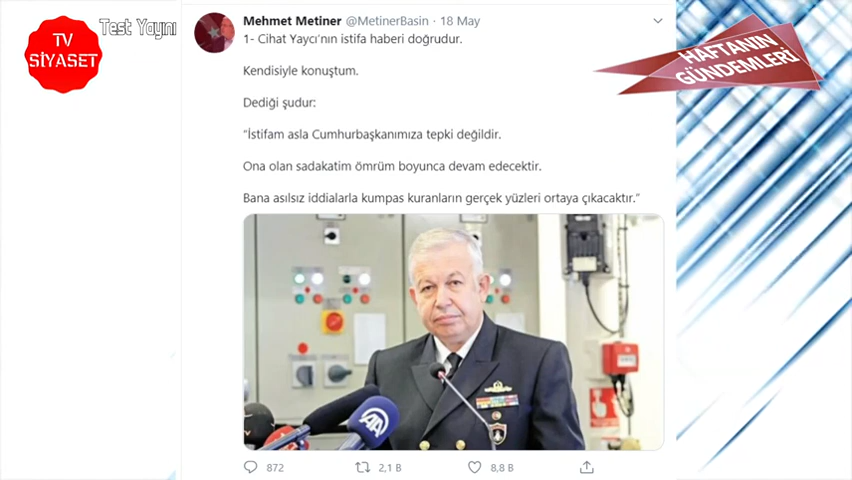 TV
SİYASET
Test Yayını
Mehmet Metiner @MetinerBasin · 18 May
1- Cihat Yaycı'nın istifa haberi doğrudur.
Kendisiyle konuştum.
Dediği şudur:
"İstifam asla Cumhurbaşkanımıza tepki değildir.
Ona olan sadakatim ömrüm boyunca devam edecektir.
Bana asılsız iddialarla kumpas kuranların gerçek yüzleri ortaya çıkacaktır."
AA
872
2,1 B
8,8 B
HAFTANIN
GÜNDEMLERİ